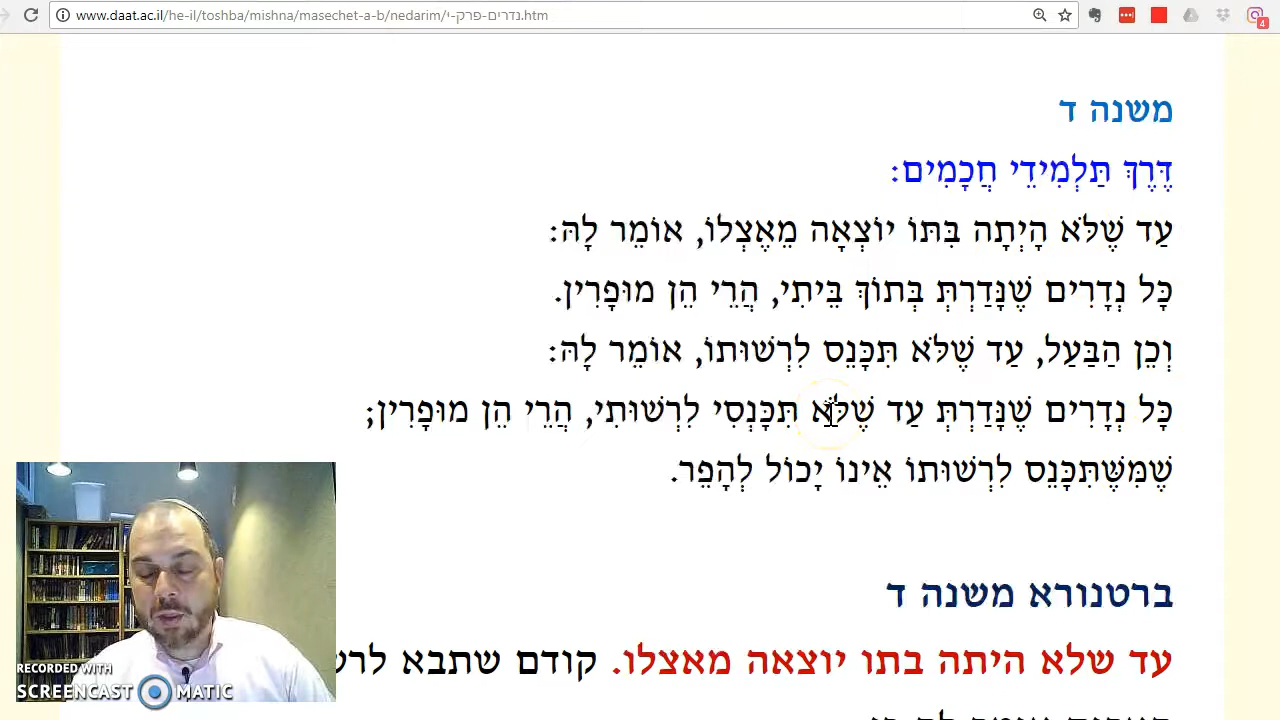 www.daat.ac.il/he-il/toshba/mishna/masechet-a-b/nedarim/נדרים-פרק-י.htm
4
משנה ד
דֶּרֶךְ תַּלְמִידֵי חֲכָמִים:
עַד שֶׁלֹּא הָיְתָה בִּתּוֹ יוֹצְאָה מֵאֶצְלוֹ, אוֹמֵר לָהּ:
כָּל נְדָרִים שֶׁנָּדַרְתְּ בְּתוֹךְ בֵּיתִי, הֲרֵי הֵן מוּפָרִין.
וְכֵן הַבַּעַל, עַד שֶׁלֹּא תִּכָּנֵס לִרְשׁוּתוֹ, אוֹמֵר לָהּ:
כָּל נְדָרִים שֶׁנָּדַרְתְּ עַד שֶׁלֹּא תִּכָּנְסִי לִרְשׁוּתִי, הֲרֵי הֵן מוּפָרִין;
שֶׁמִּשֶּׁתִּכָּנֵס לִרְשׁוּתוֹ אֵינוֹ יָכוֹל לְהָפֵר.
ברטנורא משנה ד
עד שלא היתה בתו יוצאה מאצלו. קודם שתבא לרש
RECORDED WITH
SCREENCAST MATIC